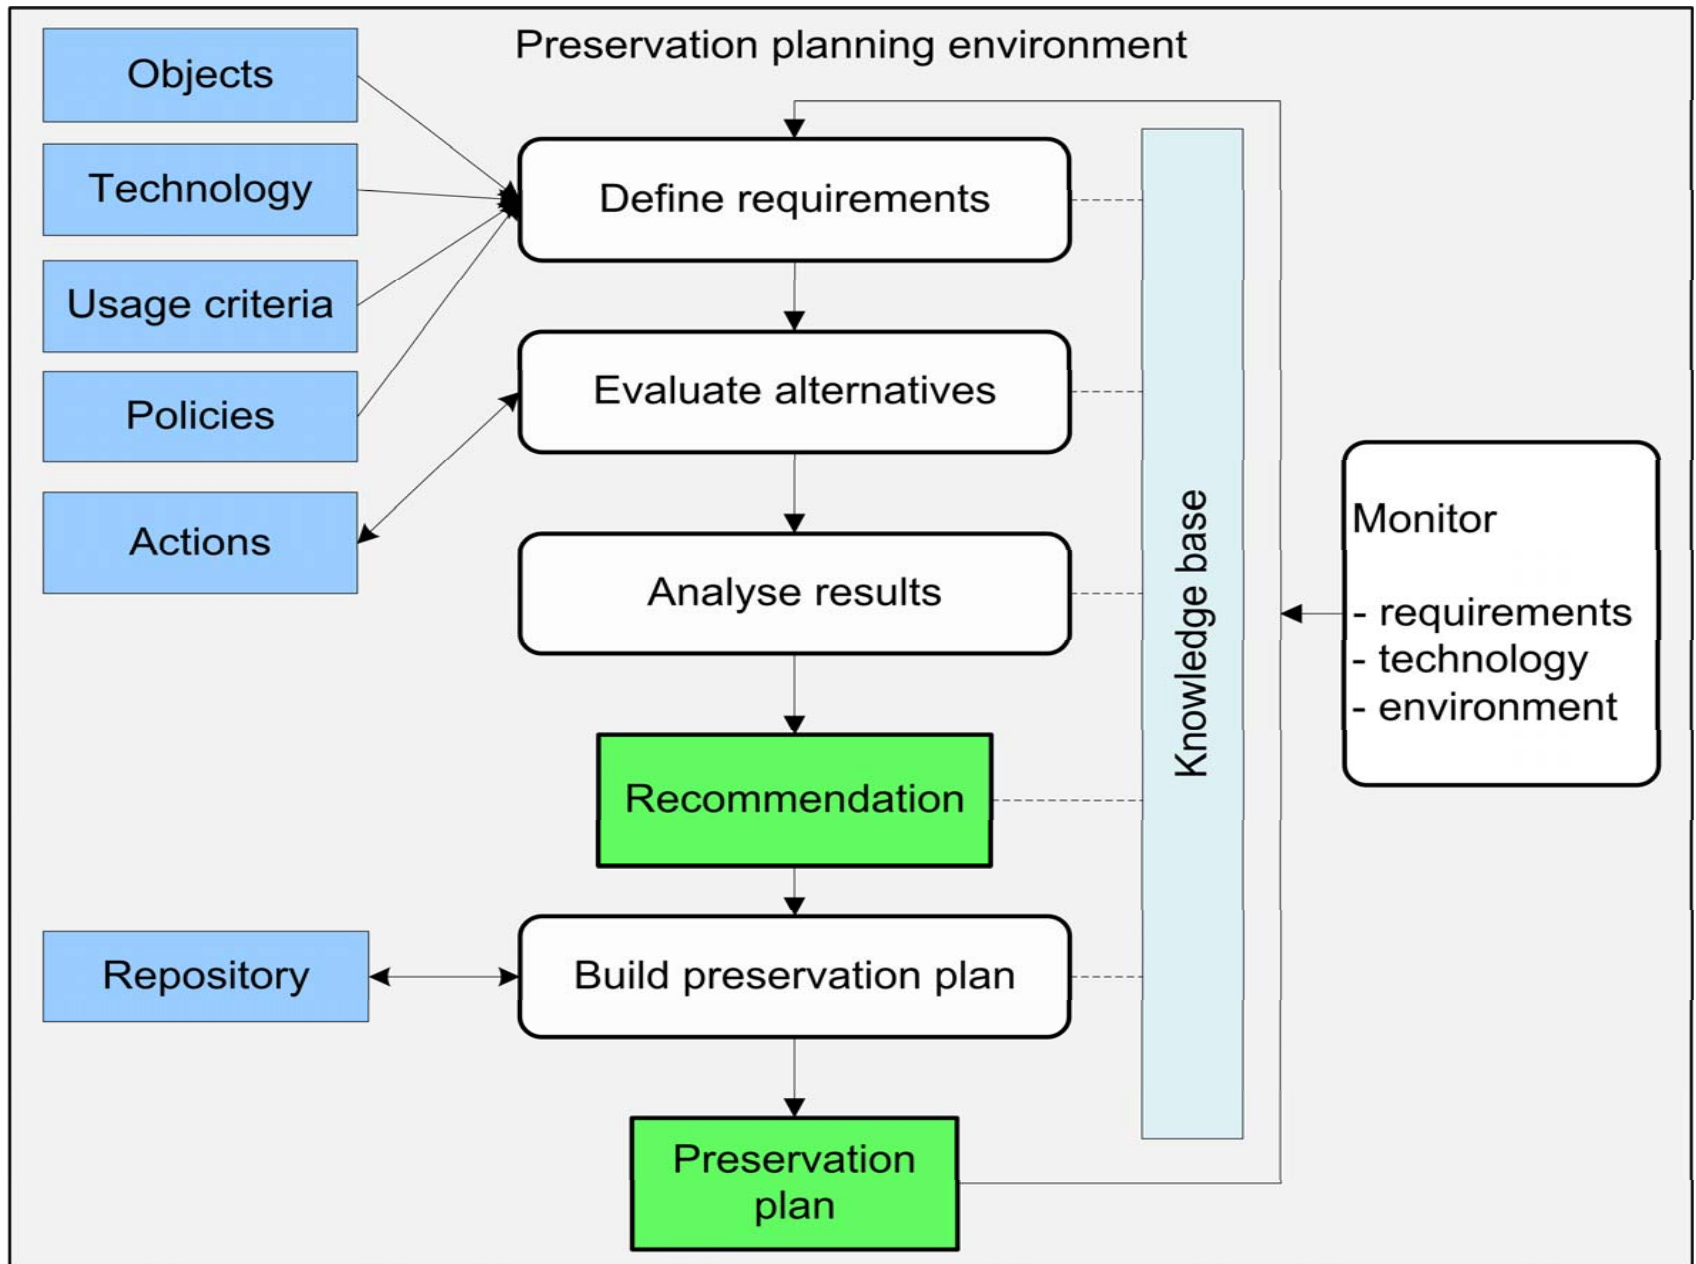 Preservation planning environment
Objects
Technology
Usage criteria
Policies
Actions
Repository
Define requirements
Evaluate alternatives
Analyse results
Recommendation
Build preservation plan
Preservation
plan
Knowledge base
Monitor
- requirements
- technology
- environment